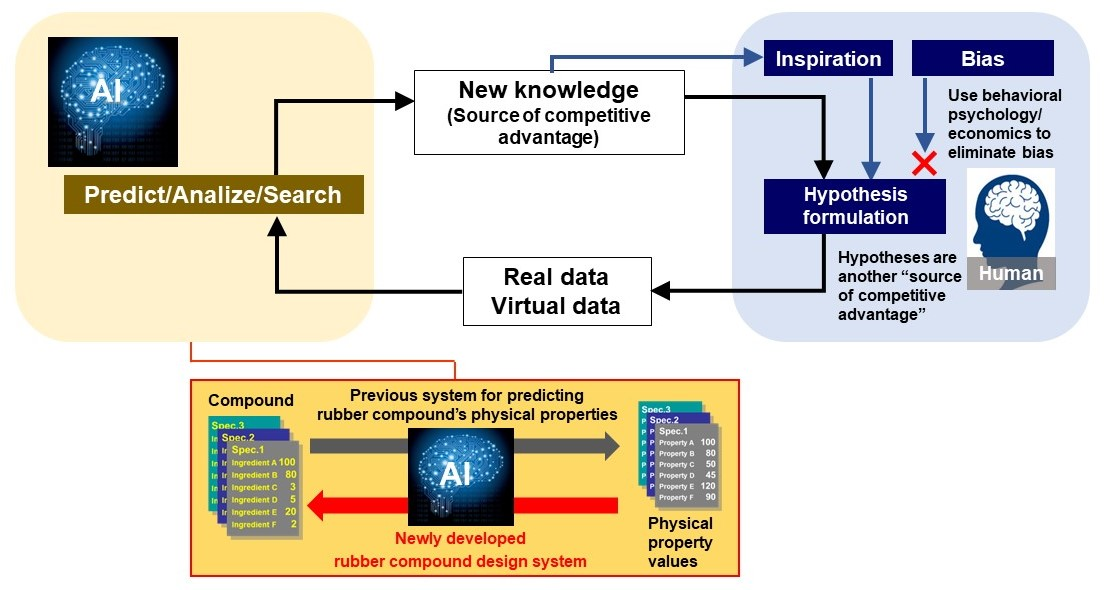 AI
Predict/Analize/Search
New knowledge
(Source of competitive
advantage)
Inspiration
Bias
Use behavioral
psychology/
economics to
eliminate bias
Hypothesis
formulation
Human
Hypotheses are
another “source
of competitive
advantage”
Real data
Virtual data
Compound
Previous system for predicting
rubber compound’s physical properties
Spec.3
Spec.2
Spec.1
Ingredient A 100
Ingredient B 80
Ingredient C 3
Ingredient D 5
Ingredient E 20
Ingredient F 2
AI
Spec.3
Spec.2
Spec.1
Property A 100
Property B 80
Property C 50
Property D 45
Property E 120
Property F 90
Newly developed
rubber compound design system
Physical
property
values